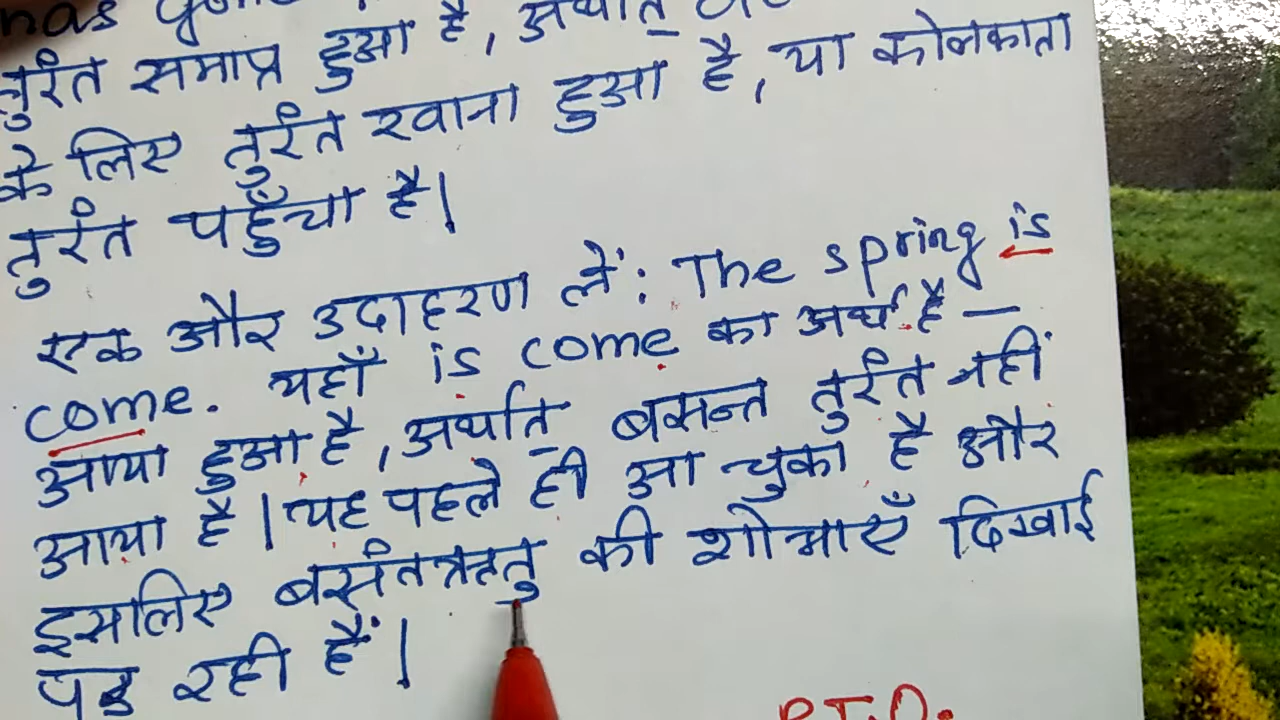 has
तुरंत समाप्त हुआ है, अर्थात्
के लिए तुरंत रवाना हुआ है, या कोलकाता
तुरंत पहुँचा है।
एक और उदाहरण लें: The spring is
come. यहाँ is come का अर्थ है —
आया हुआ है, अर्थात् बसन्त तुरंत नहीं
आया है। यह पहले ही आ चुका है और
इसलिए बसंतऋतु की शोभाएँ दिखाई
पड़ रही हैं।
P.T.O.